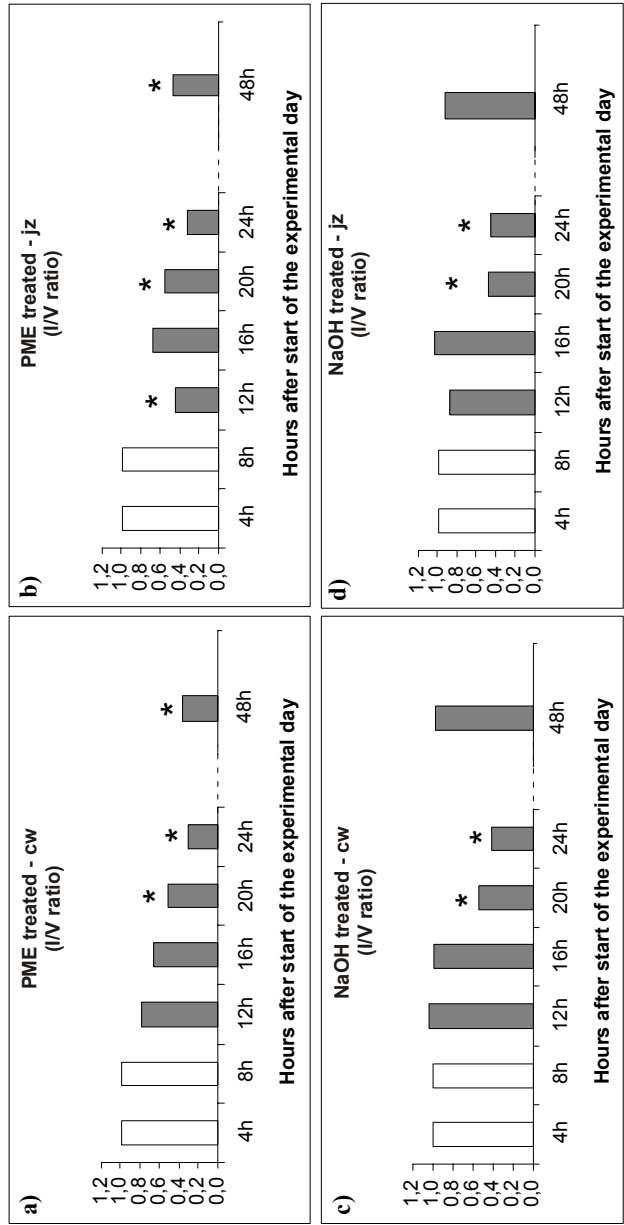 a)
PME treated - cw
(I/V ratio)
1,2
1,0
0,8
0,6
0,4
0,2
0,0
*
*
*
4h 8h 12h 16h 20h 24h 48h
Hours after start of the experimental day
b)
PME treated - jz
(I/V ratio)
1,2
1,0
0,8
0,6
0,4
0,2
0,0
*
*
*
*
4h 8h 12h 16h 20h 24h 48h
Hours after start of the experimental day
c)
NaOH treated - cw
(I/V ratio)
1,2
1,0
0,8
0,6
0,4
0,2
0,0
*
*
4h 8h 12h 16h 20h 24h 48h
Hours after start of the experimental day
d)
NaOH treated - jz
(I/V ratio)
1,2
1,0
0,8
0,6
0,4
0,2
0,0
*
*
4h 8h 12h 16h 20h 24h 48h
Hours after start of the experimental day